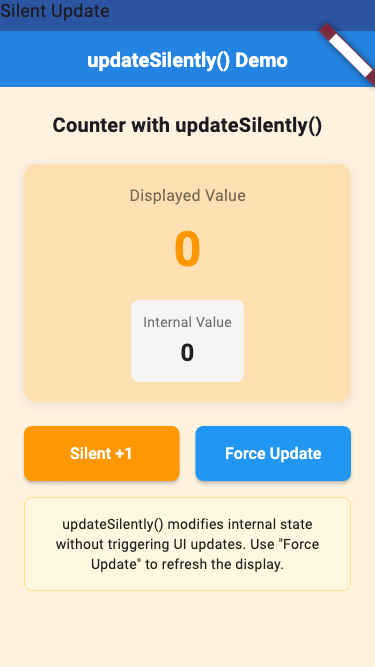 Silent Update
updateSilently() Demo
Counter with updateSilently()
Displayed Value
0
Internal Value
0
Silent +1
Force Update
updateSilently() modifies internal state
without triggering UI updates. Use "Force
Update" to refresh the display.